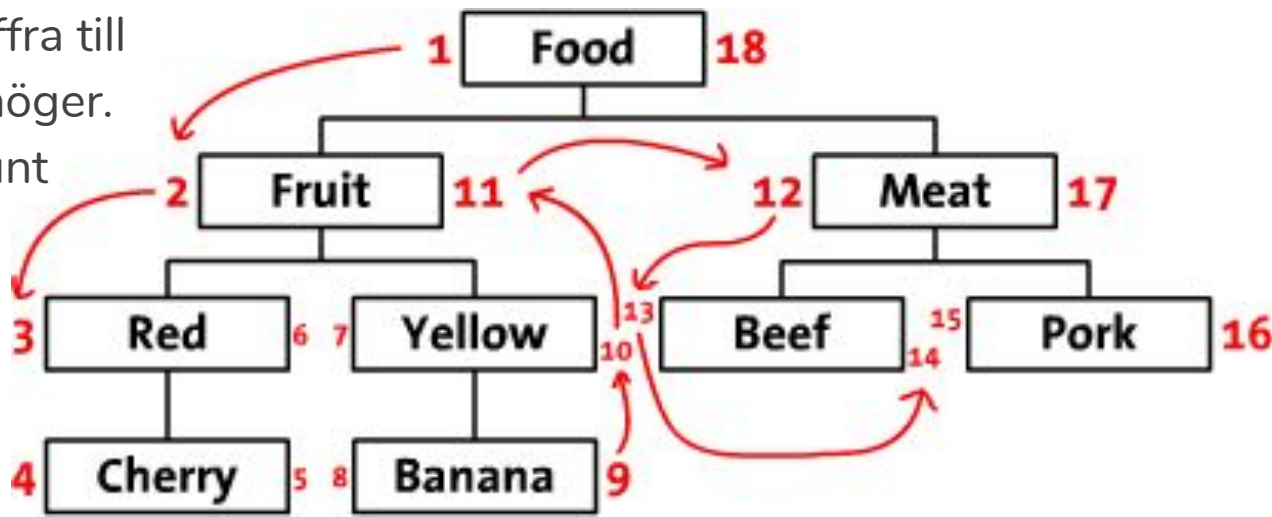 ffra till
1 Food 18
höger.
int
2 Fruit 11 12 Meat 17
3 Red 6 7 Yellow 10 13 Beef 14 15 Pork 16
4 Cherry 5 8 Banana 9